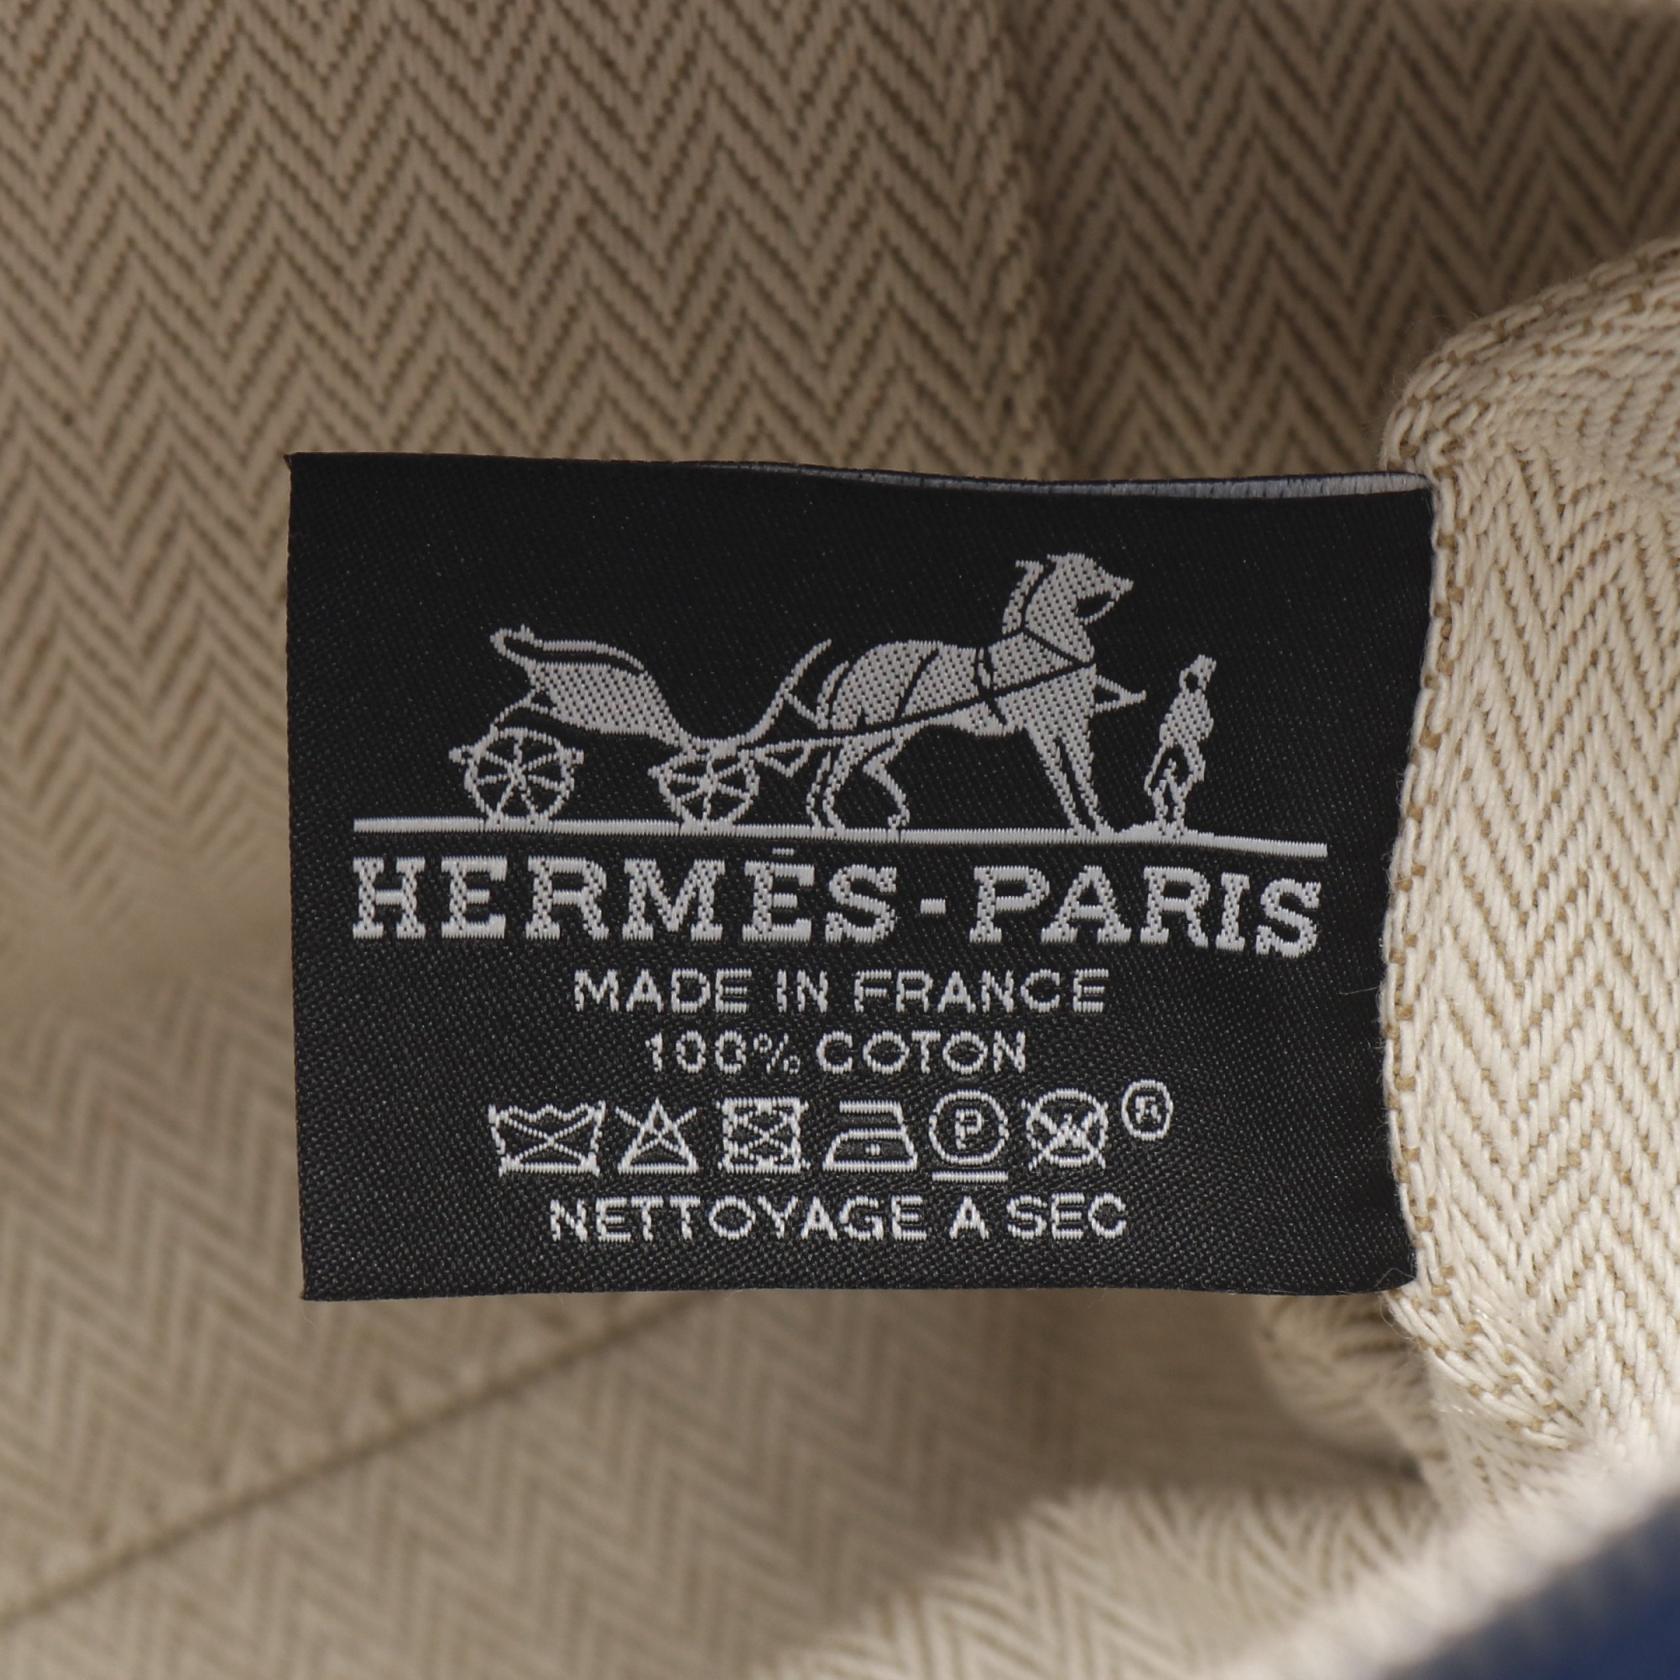 HERMÈS-PARIS
MADE IN FRANCE
100% COTON
P W ®
NETTOYAGE A SEC